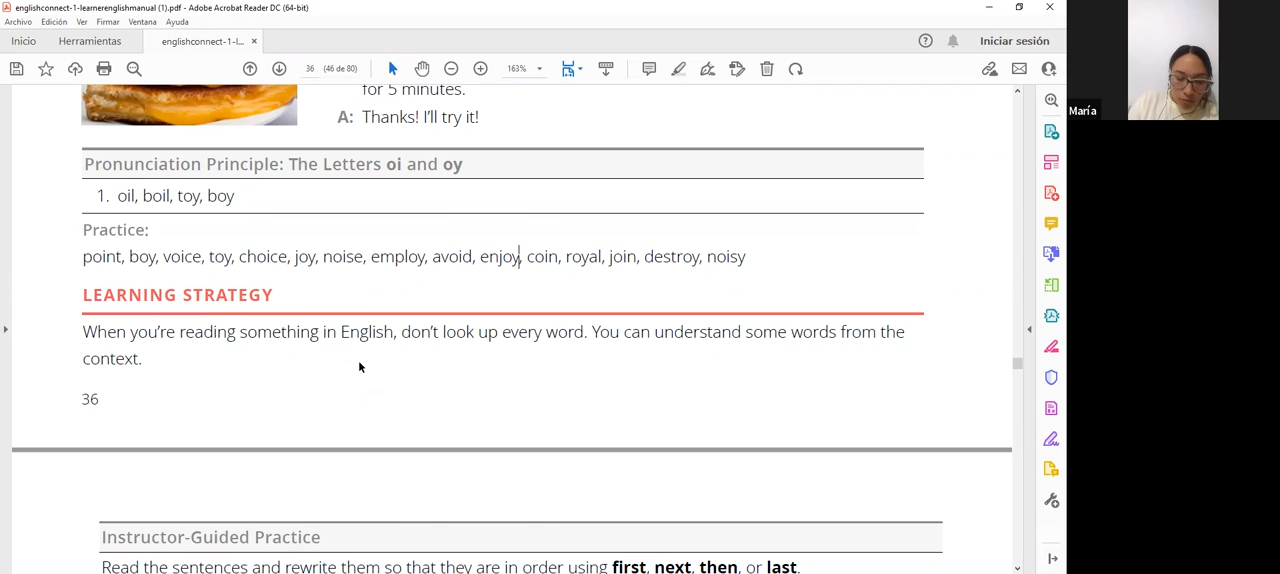 englishconnect-1-learnerenglishmanual (1).pdf - Adobe Acrobat Reader DC (64-bit)
Archivo Edición Ver Firmar Ventana Ayuda
Inicio Herramientas englishconnect-1-l... × Iniciar sesión
36 (46 de 80) 163%
for 5 minutes.
A: Thanks! I'll try it!
María
Pronunciation Principle: The Letters oi and oy
1. oil, boil, toy, boy
Practice:
point, boy, voice, toy, choice, joy, noise, employ, avoid, enjoy, coin, royal, join, destroy, noisy
LEARNING STRATEGY
When you're reading something in English, don't look up every word. You can understand some words from the
context.
36
Instructor-Guided Practice
Read the sentences and rewrite them so that they are in order using first, next, then, or last.